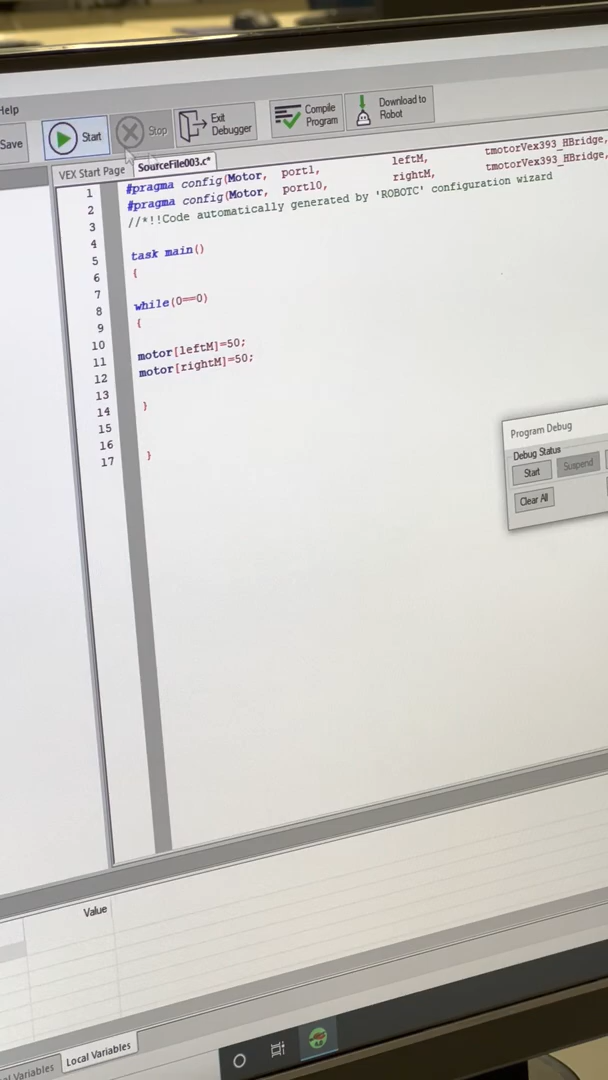 Help
Save
Start
Stop
Exit Debugger
Compile Program
Download to Robot
VEX Start Page
SourceFile003.c*
1 #pragma config(Motor, port1, leftM, tmotorVex393_HBridge,
2 #pragma config(Motor, port10, rightM, tmotorVex393_HBridge,
3 //*!!Code automatically generated by 'ROBOTC' configuration wizard
4
5 task main()
6 {
7
8 while(0==0)
9 {
10
11 motor[leftM]=50;
12 motor[rightM]=50;
13
14 }
15
16
17 }
Program Debug
Debug Status
Start
Suspend
Clear All
Value
Variables
Local Variables